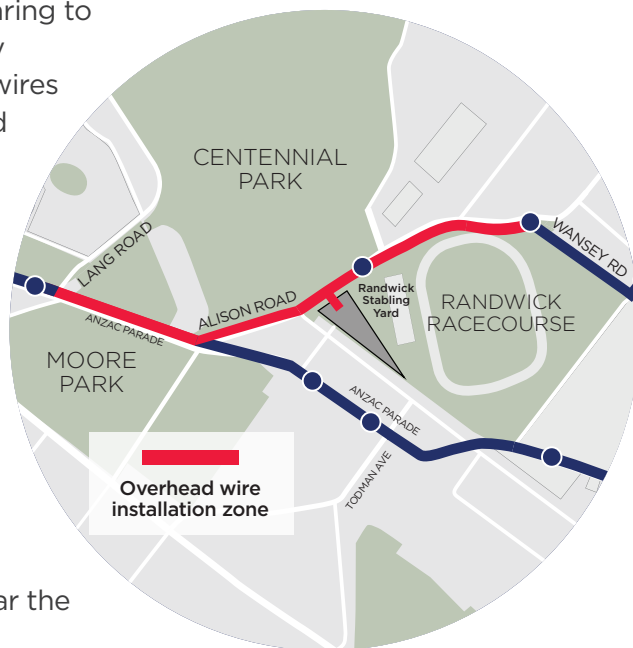 aring to
wires
CENTENNIAL
PARK
LANG ROAD
WANSEY RD
ALISON ROAD
Randwick
Stabling
Yard
RANDWICK
RACECOURSE
ANZAC PARADE
MOORE
PARK
ANZAC PARADE
TODMAN AVE
Overhead wire
installation zone
ar the